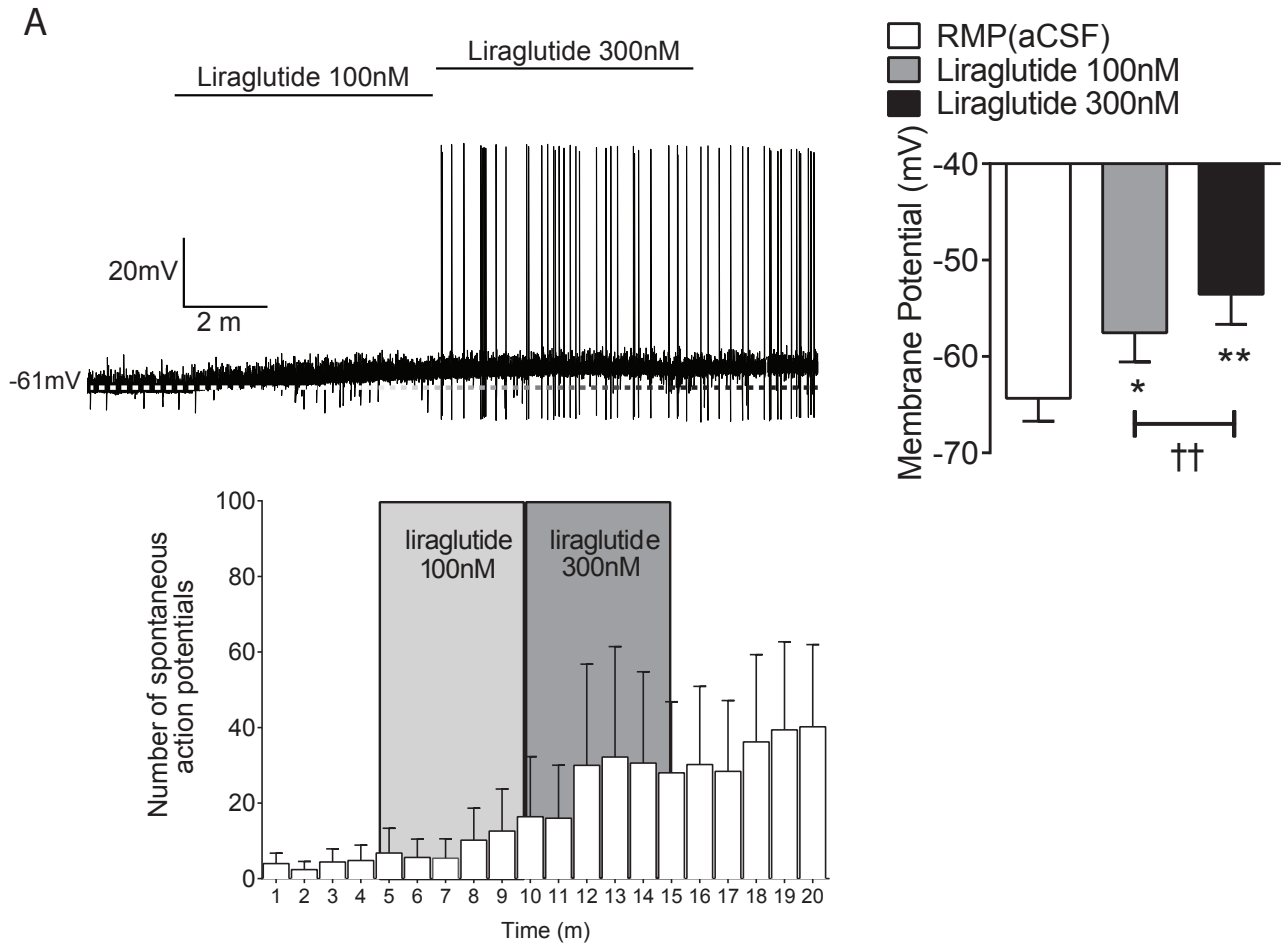 A
Liraglutide 100nM
Liraglutide 300nM
20mV
2 m
-61mV
RMP(aCSF)
Liraglutide 100nM
Liraglutide 300nM
Membrane Potential (mV)
-40
-50
-60
-70
*
**
††
Number of spontaneous
action potentials
100
80
60
40
20
0
liraglutide
100nM
liraglutide
300nM
1 2 3 4 5 6 7 8 9 10 11 12 13 14 15 16 17 18 19 20
Time (m)